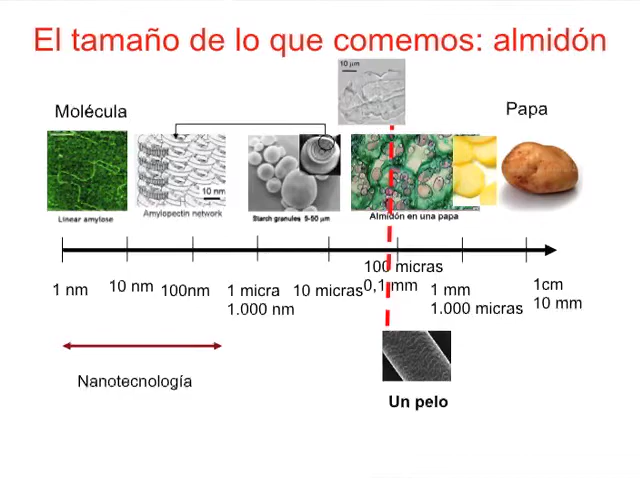 El tamaño de lo que comemos: almidón
10 µm
Molécula
Papa
10 nm
Linear amylose
Amylopectin network
Starch granules 5-50 µm
Almidón en una papa
1 nm
10 nm
100nm
1 micra
1.000 nm
10 micras
100 micras
0,1 mm
1 mm
1.000 micras
1cm
10 mm
Nanotecnología
Un pelo